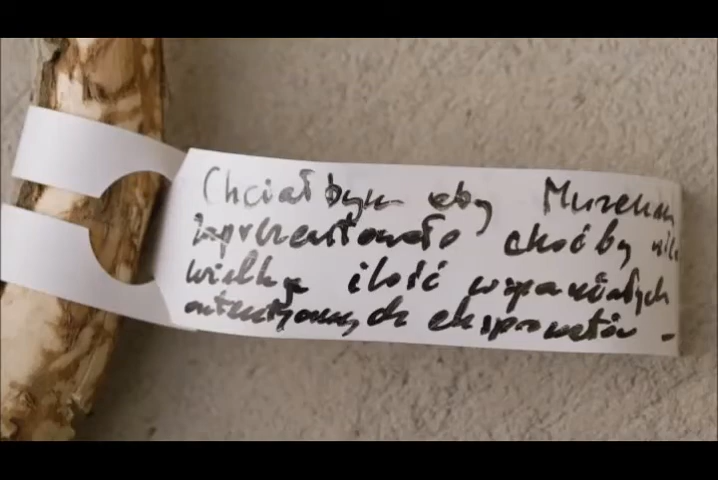 Chciałbym aby Muzeum
zaprezentowało choćby nie
wielką ilość wspaniałych
autentycznych eksponatów -